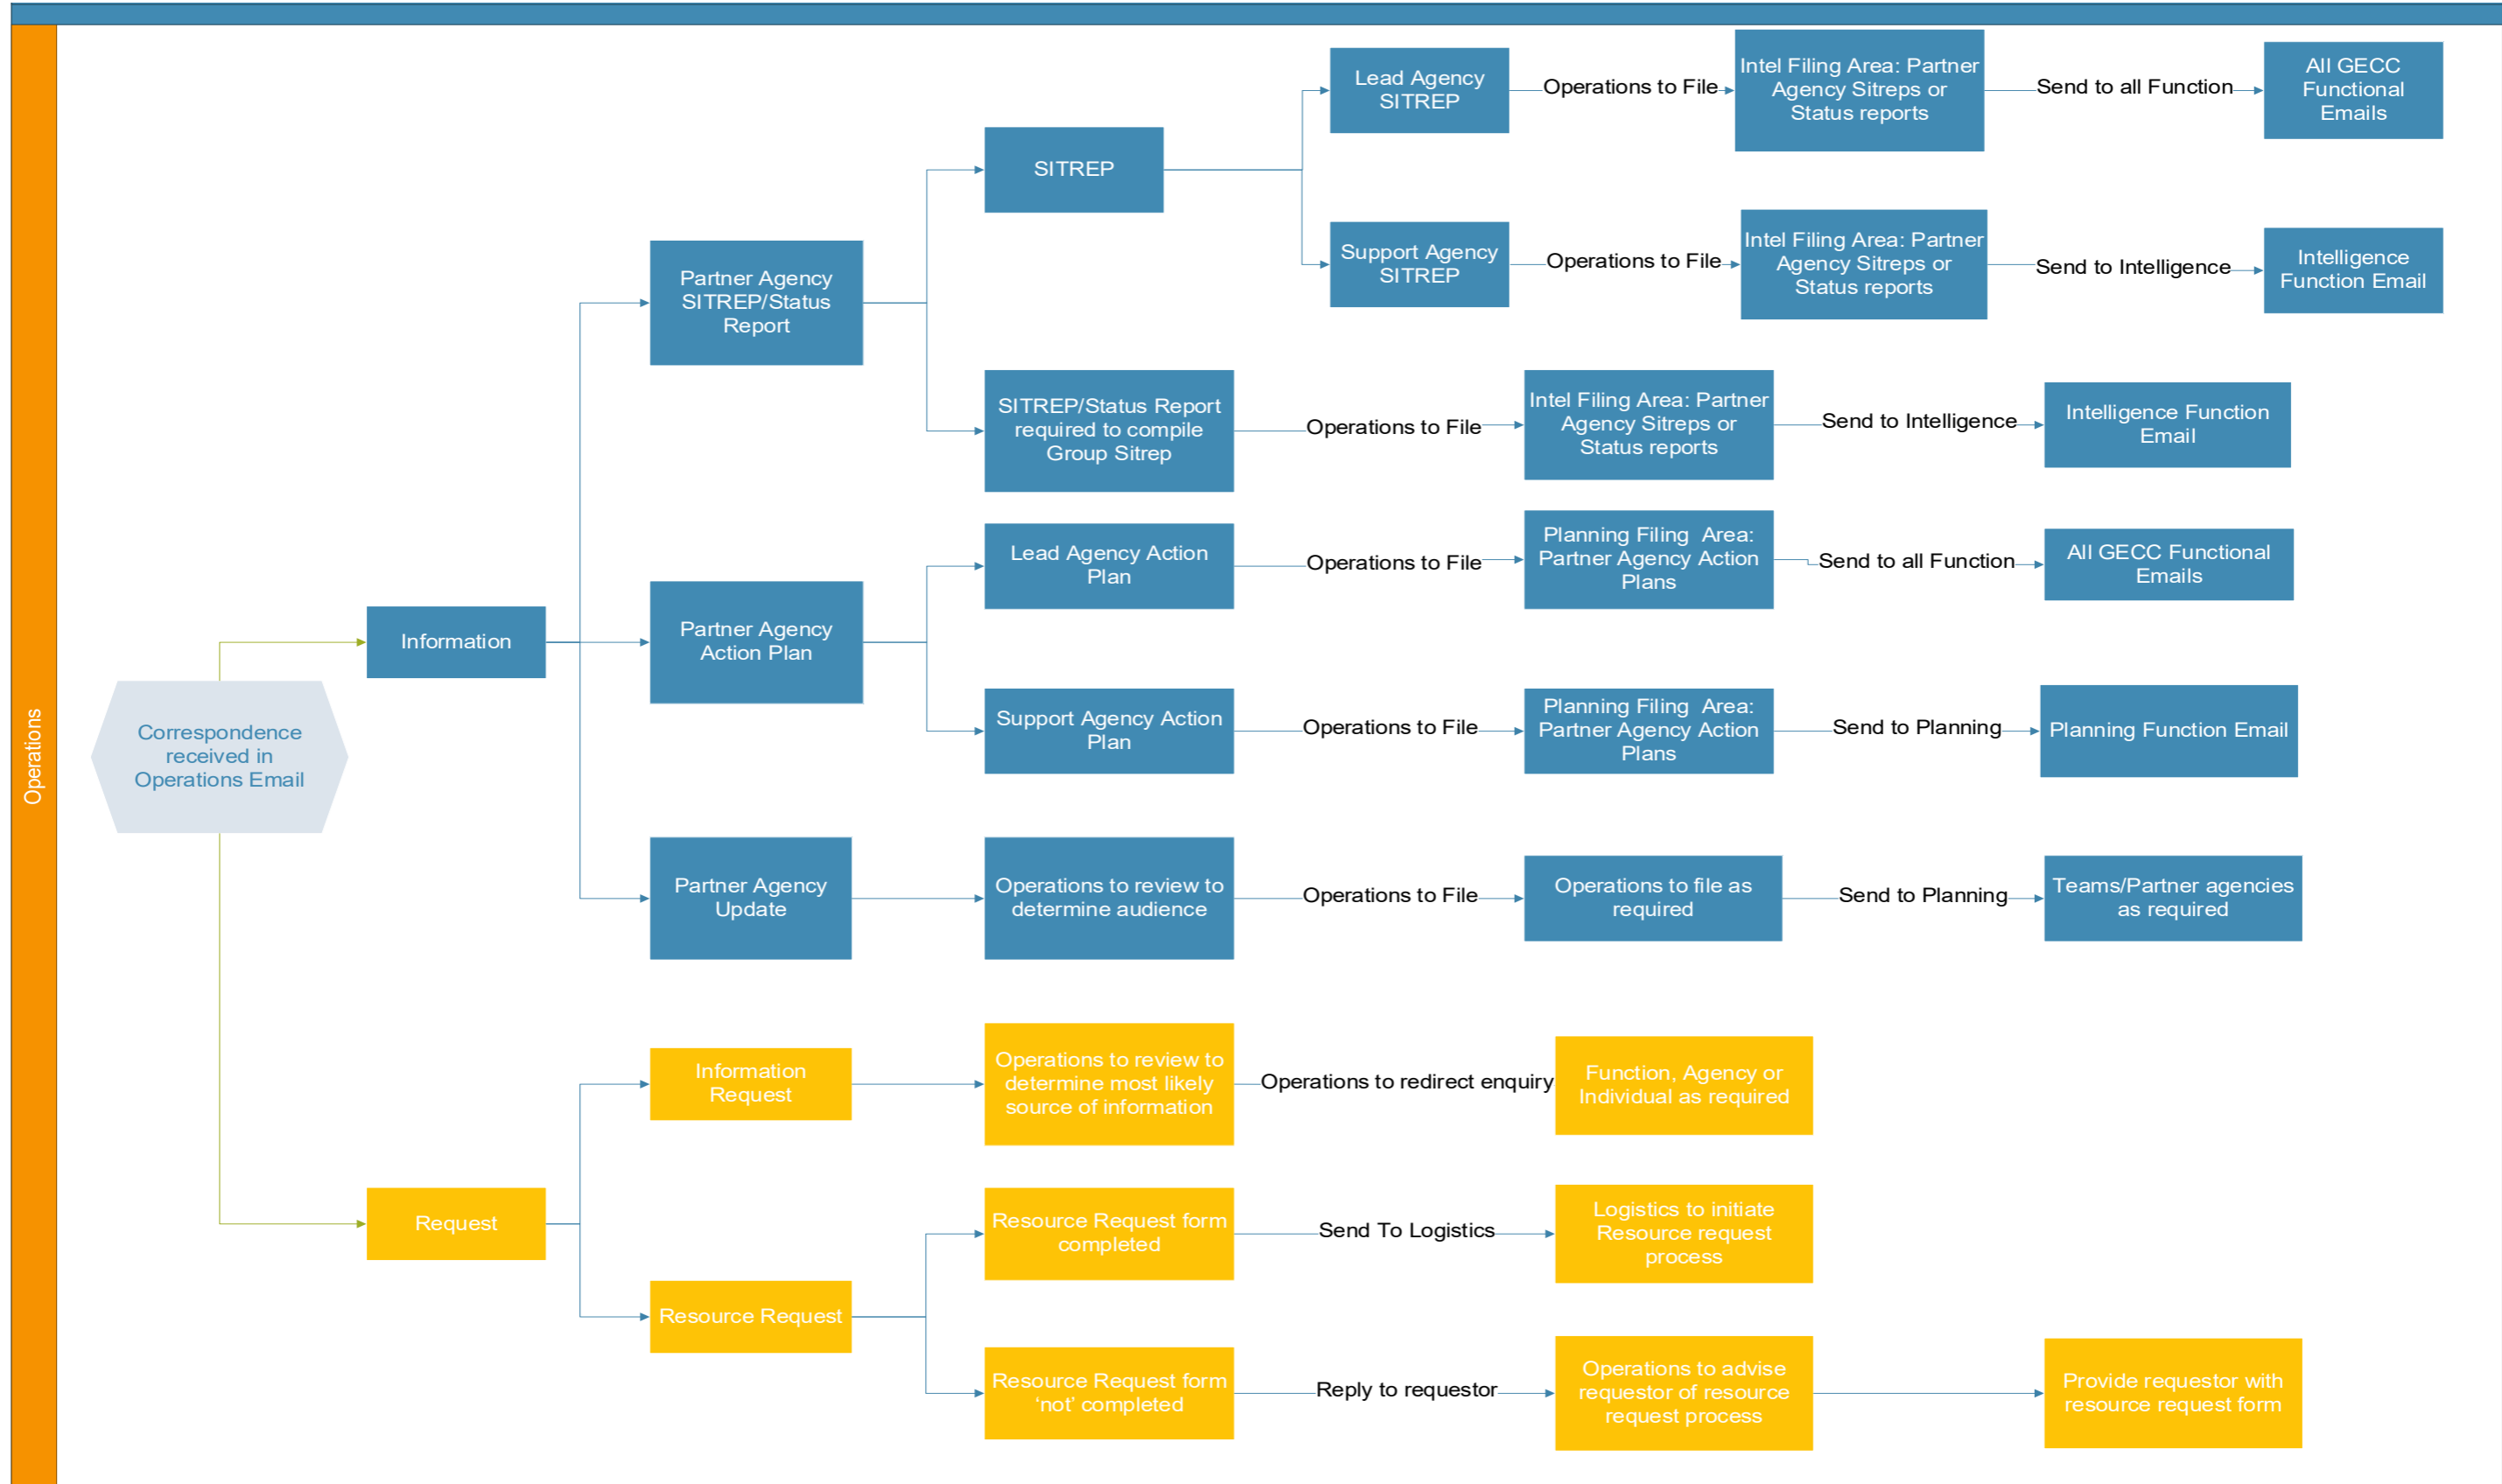 Operations
Correspondence
received in
Operations Email
Information
Partner Agency
SITREP/Status
Report
SITREP
Lead Agency
SITREP
Operations to File
Intel Filing Area: Partner
Agency Sitreps or
Status reports
Send to all Function
All GECC
Functional
Emails
Support Agency
SITREP
Operations to File
Intel Filing Area: Partner
Agency Sitreps or
Status reports
Send to Intelligence
Intelligence
Function Email
SITREP/Status Report
required to compile
Group Sitrep
Operations to File
Intel Filing Area: Partner
Agency Sitreps or
Status reports
Send to Intelligence
Intelligence Function
Email
Partner Agency
Action Plan
Lead Agency Action
Plan
Operations to File
Planning Filing  Area:
Partner Agency Action
Plans
Send to all Function
All GECC Functional
Emails
Support Agency Action
Plan
Operations to File
Planning Filing  Area:
Partner Agency Action
Plans
Send to Planning
Planning Function Email
Partner Agency
Update
Operations to review to
determine audience
Operations to File
Operations to file as
required
Send to Planning
Teams/Partner agencies
as required
Request
Information
Request
Operations to review to
determine most likely
source of information
Operations to redirect enquiry
Function, Agency or
Individual as required
Resource Request
Resource Request form
completed
Send To Logistics
Logistics to initiate
Resource request
process
Resource Request form
‘not’ completed
Reply to requestor
Operations to advise
requestor of resource
request process
Provide requestor with
resource request form